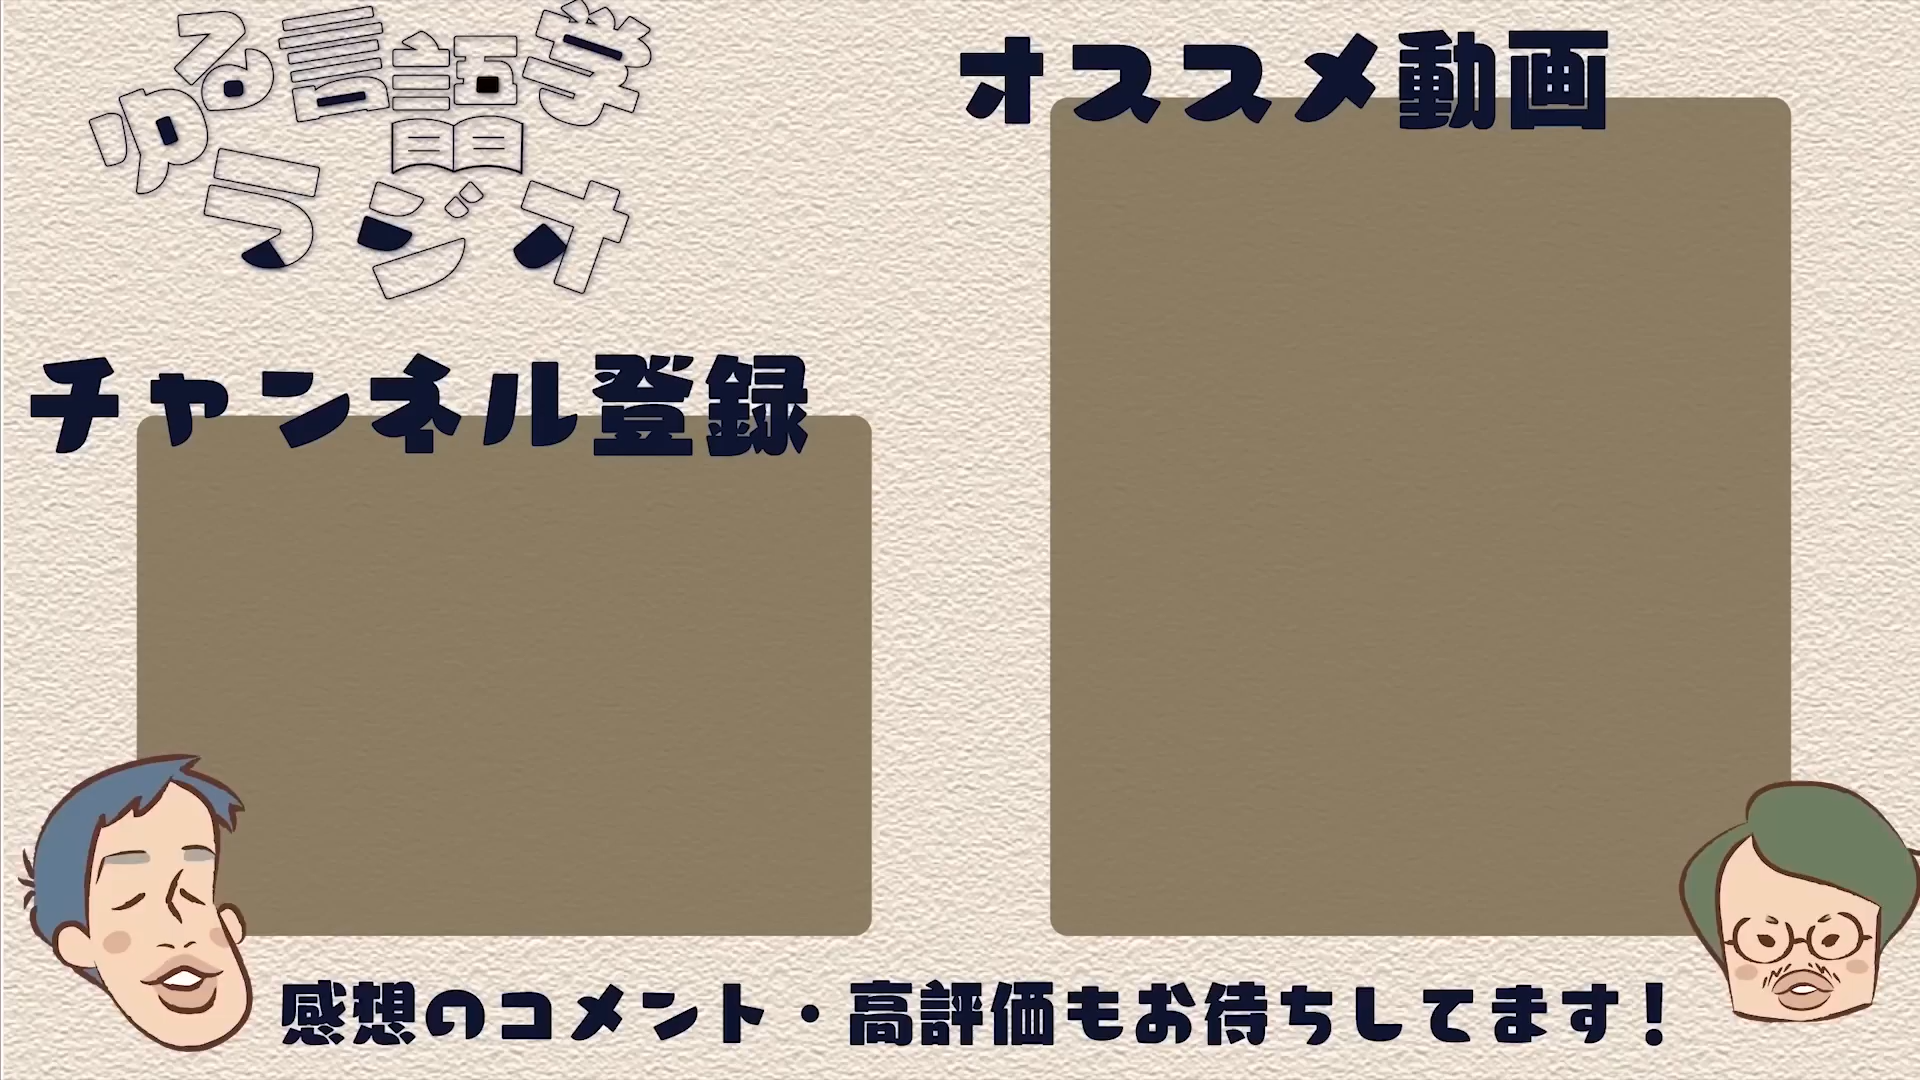 ゆる言語学
ラジオ
オススメ動画
チャンネル登録
感想のコメント・高評価もお待ちしてます!